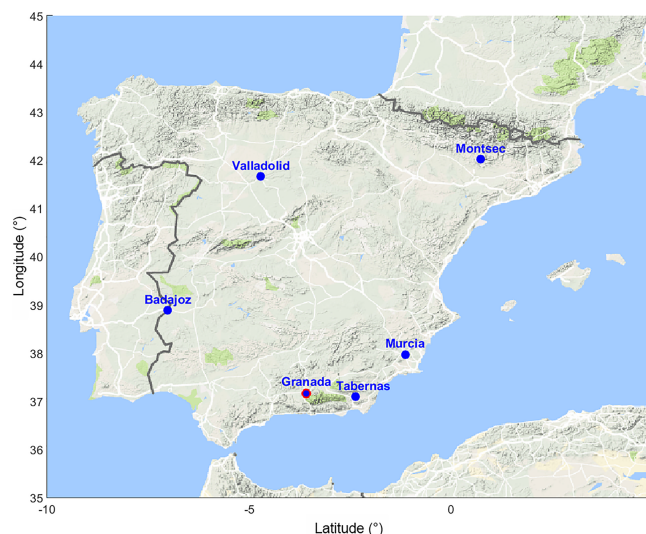 45
44
43
42
41
40
39
38
37
36
35
Longitude (°)
Valladolid
Montsec
Badajoz
Murcia
Granada
Tabernas
-10
-5
0
Latitude (°)